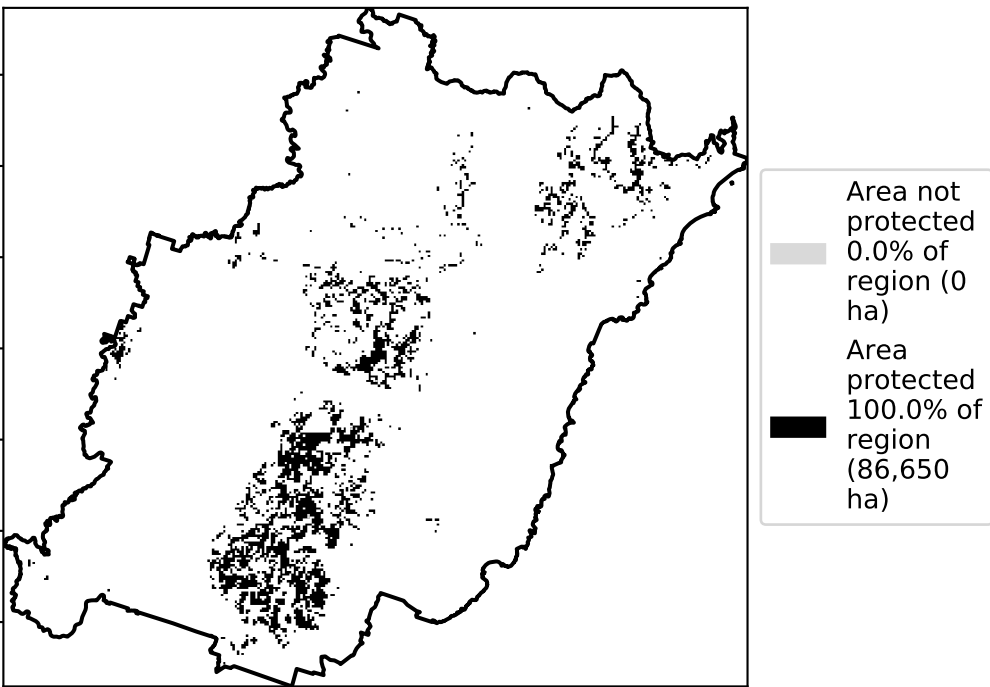 Area not
protected
0.0% of
region (0
ha)
Area
protected
100.0% of
region
(86,650
ha)